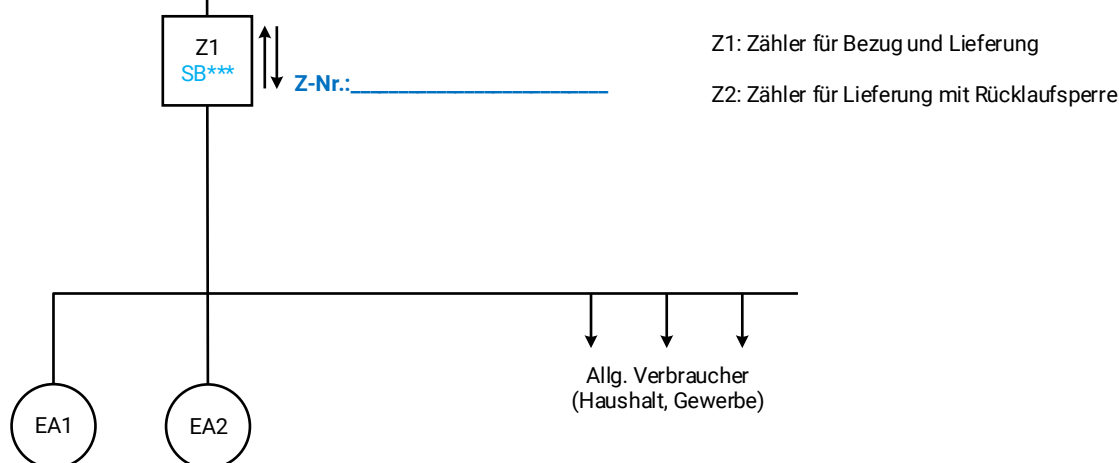 Z1
SB***
Z-Nr.:___________________________
Z1: Zähler für Bezug und Lieferung
Z2: Zähler für Lieferung mit Rücklaufsperre
Allg. Verbraucher
(Haushalt, Gewerbe)
EA1
EA2